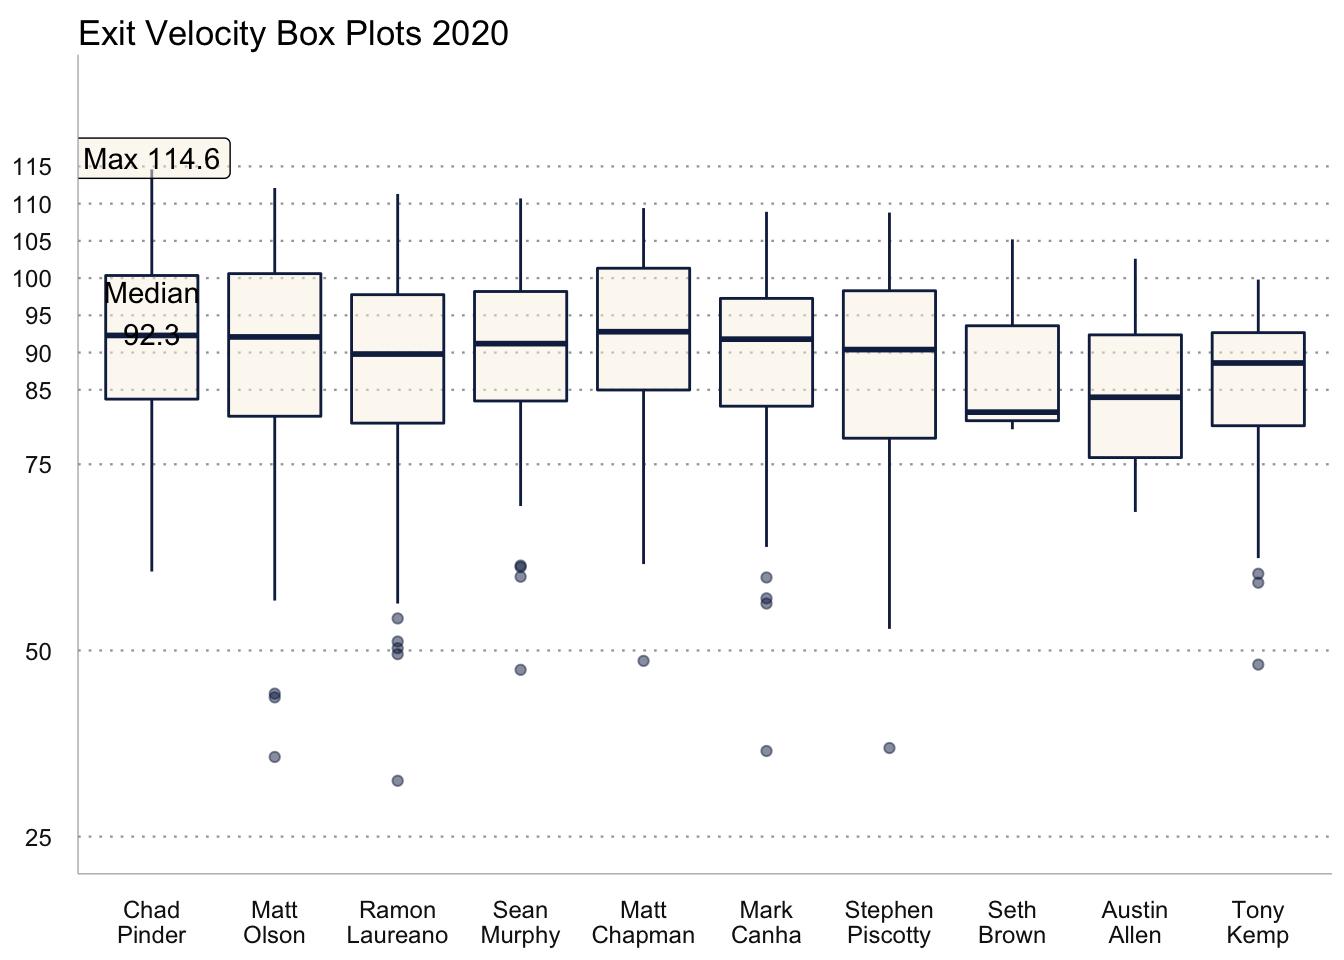 Exit Velocity Box Plots 2020
Max 114.6
115
110
105
100
Median
95
92.3
90
85
75
50
25
Chad Pinder
Matt Olson
Ramon Laureano
Sean Murphy
Matt Chapman
Mark Canha
Stephen Piscotty
Seth Brown
Austin Allen
Tony Kemp